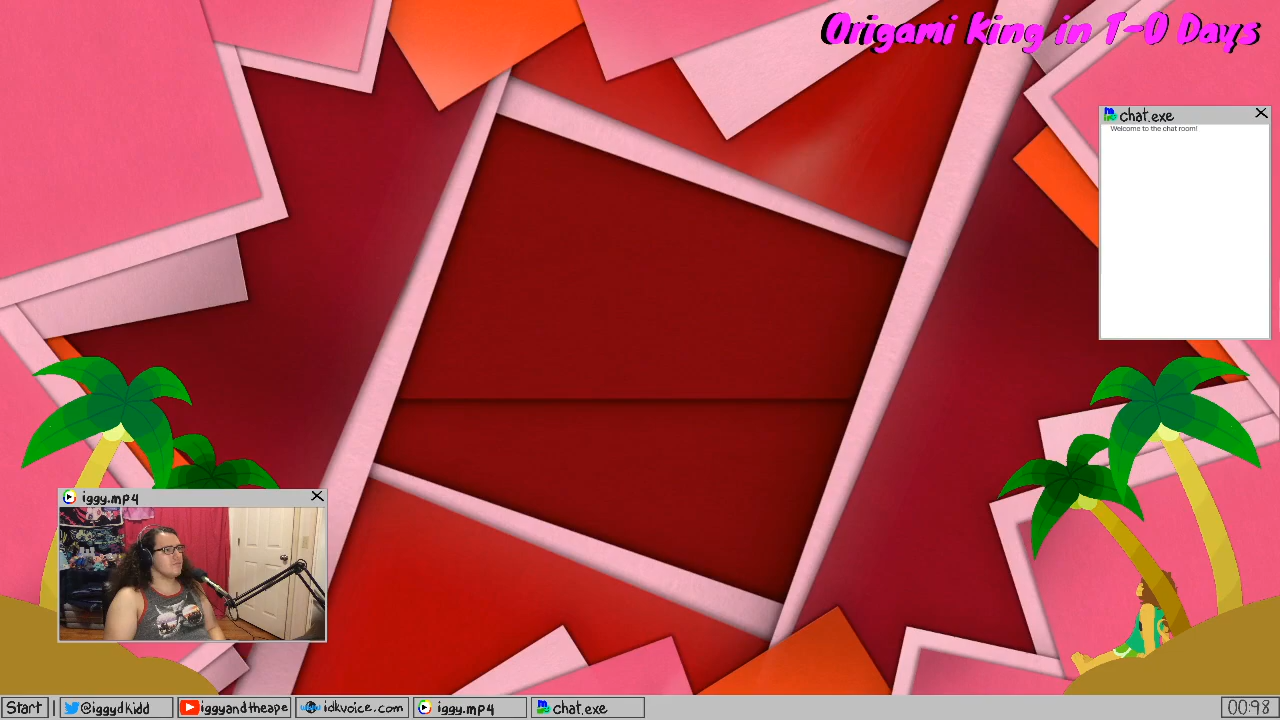 Origami King in T-0 Days
chat.exe
Welcome to the chat room!
iggy.mp4
Start
@iggydkidd
iggyandtheape
www idkvoice.com
iggy.mp4
chat.exe
00:98